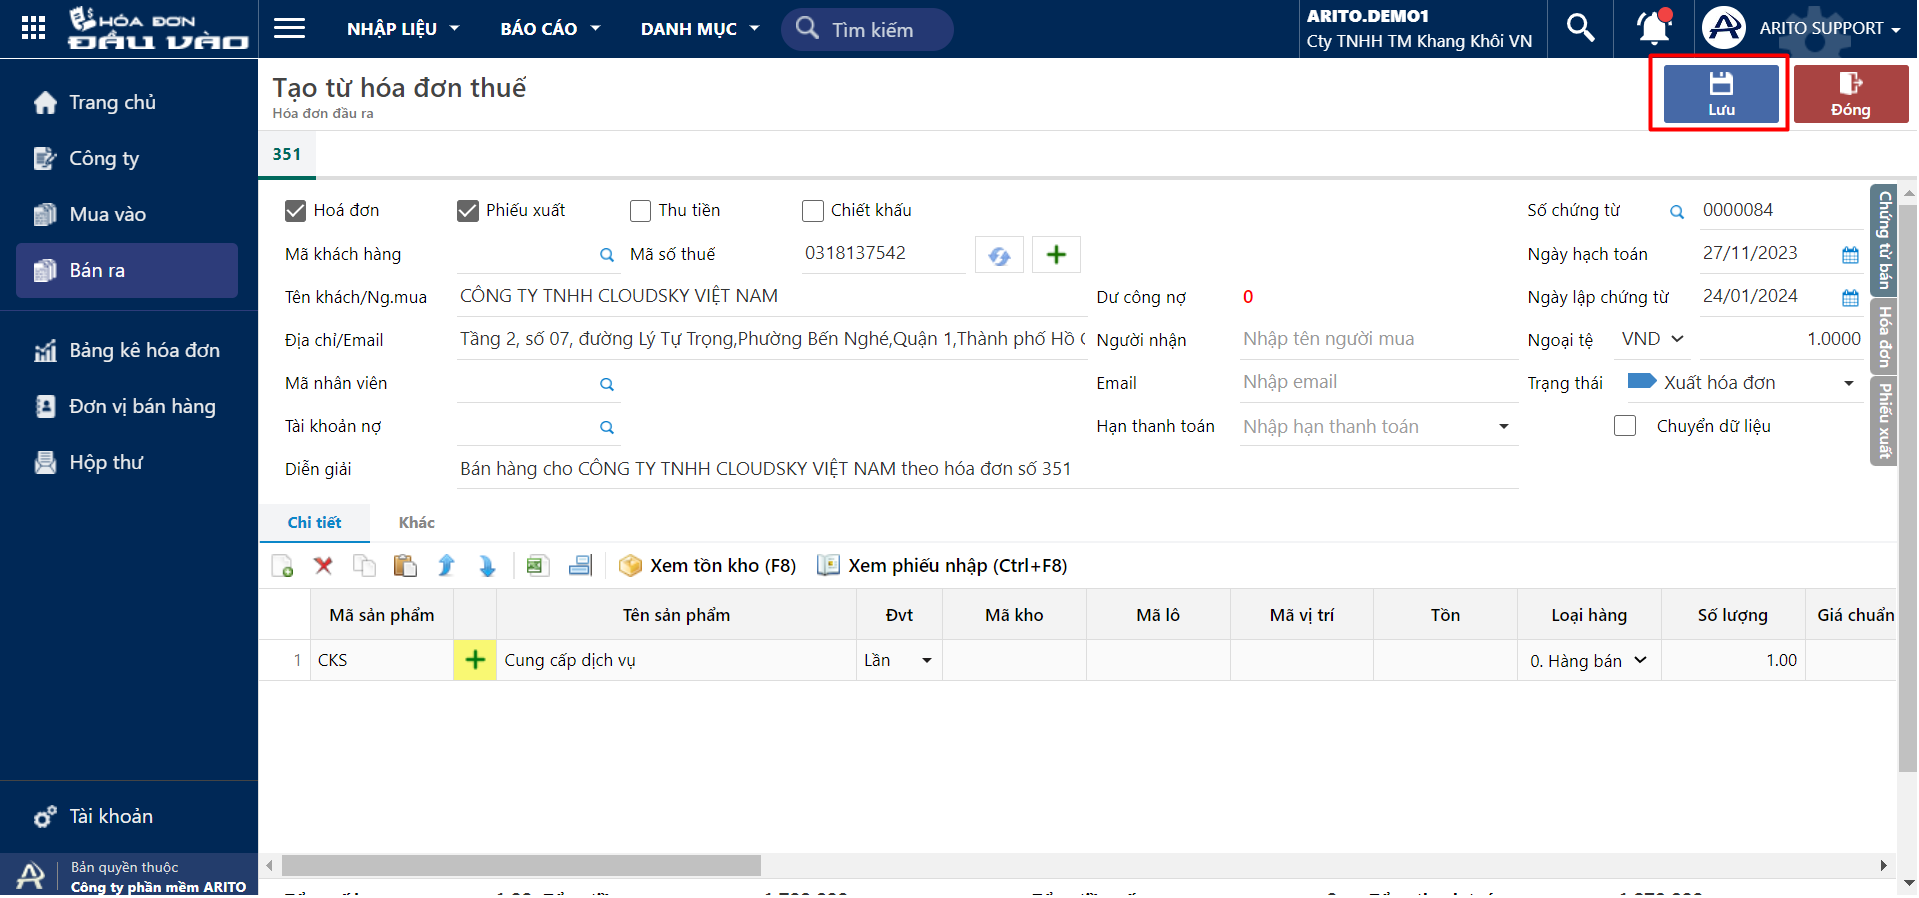 HÓA ĐƠN
ĐẦU VÀO
NHẬP LIỆU
BÁO CÁO
DANH MỤC
Tìm kiếm
ARITO.DEMO1
Cty TNHH TM Khang Khôi VN
ARITO SUPPORT
Trang chủ
Công ty
Mua vào
Bán ra
Bảng kê hóa đơn
Đơn vị bán hàng
Hộp thư
Tài khoản
Bản quyền thuộc
Công ty phần mềm ARITO
Tạo từ hóa đơn thuế
Hóa đơn đầu ra
Lưu
Đóng
351
Hoá đơn
Phiếu xuất
Thu tiền
Chiết khấu
Số chứng từ
0000084
Mã khách hàng
Mã số thuế
0318137542
Ngày hạch toán
27/11/2023
Tên khách/Ng.mua
CÔNG TY TNHH CLOUDSKY VIỆT NAM
Dư công nợ
0
Ngày lập chứng từ
24/01/2024
Địa chỉ/Email
Tầng 2, số 07, đường Lý Tự Trọng,Phường Bến Nghé,Quận 1,Thành phố Hồ
Người nhận
Nhập tên người mua
Ngoại tệ
VND
1.0000
Mã nhân viên
Email
Nhập email
Trạng thái
Xuất hóa đơn
Tài khoản nợ
Hạn thanh toán
Nhập hạn thanh toán
Chuyển dữ liệu
Diễn giải
Bán hàng cho CÔNG TY TNHH CLOUDSKY VIỆT NAM theo hóa đơn số 351
Chứng từ bán
Hóa đơn
Phiếu xuất
Chi tiết
Khác
Xem tồn kho (F8)
Xem phiếu nhập (Ctrl+F8)
Mã sản phẩm
Tên sản phẩm
Đvt
Mã kho
Mã lô
Mã vị trí
Tồn
Loại hàng
Số lượng
Giá chuẩn
1
CKS
Cung cấp dịch vụ
Lần
0. Hàng bán
1.00